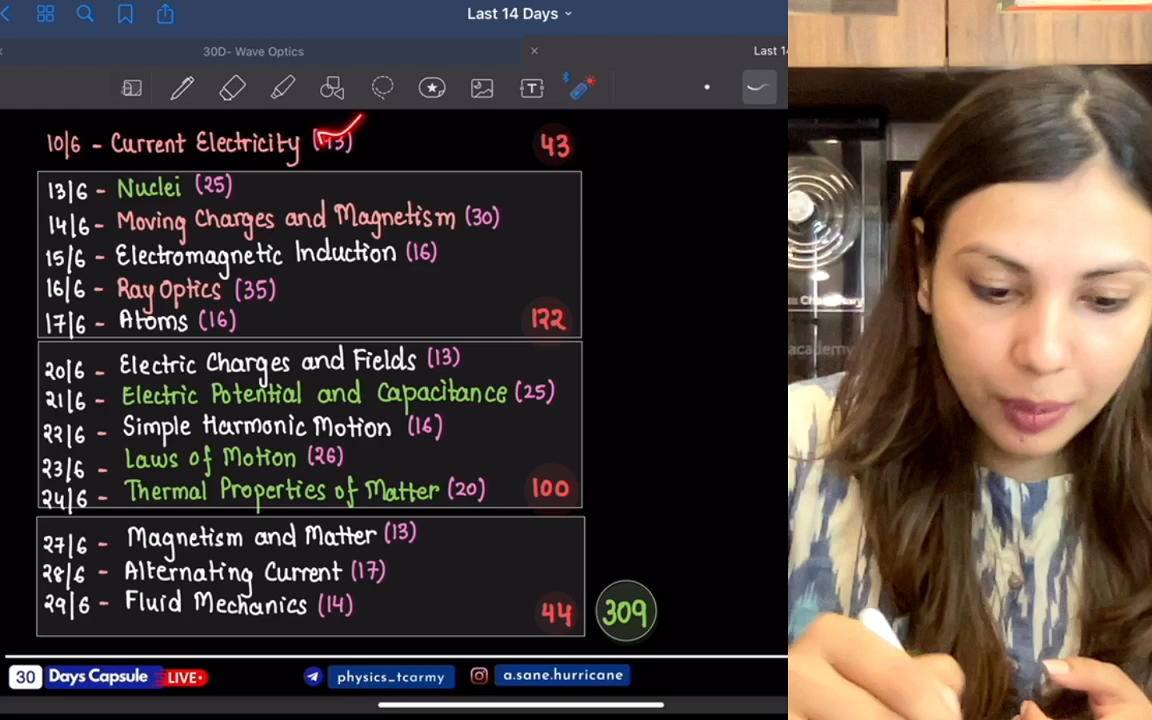 Last 14 Days
30D- Wave Optics
Last 1
T
10/6 - Current Electricity (43) 43
13/6 - Nuclei (25)
14/6 - Moving Charges and Magnetism (30)
15/6 - Electromagnetic Induction (16)
16/6 - Ray Optics (35)
17/6 - Atoms (16) 122
20/6 - Electric Charges and Fields (13)
21/6 - Electric Potential and Capacitance (25)
22/6 - Simple Harmonic Motion (16)
23/6 - Laws of Motion (26)
24/6 - Thermal Properties of Matter (20) 100
27/6 - Magnetism and Matter (13)
28/6 - Alternating Current (17)
29/6 - Fluid Mechanics (14) 44
309
30 Days Capsule LIVE
physics_tcarmy
a.sane.hurricane
academy